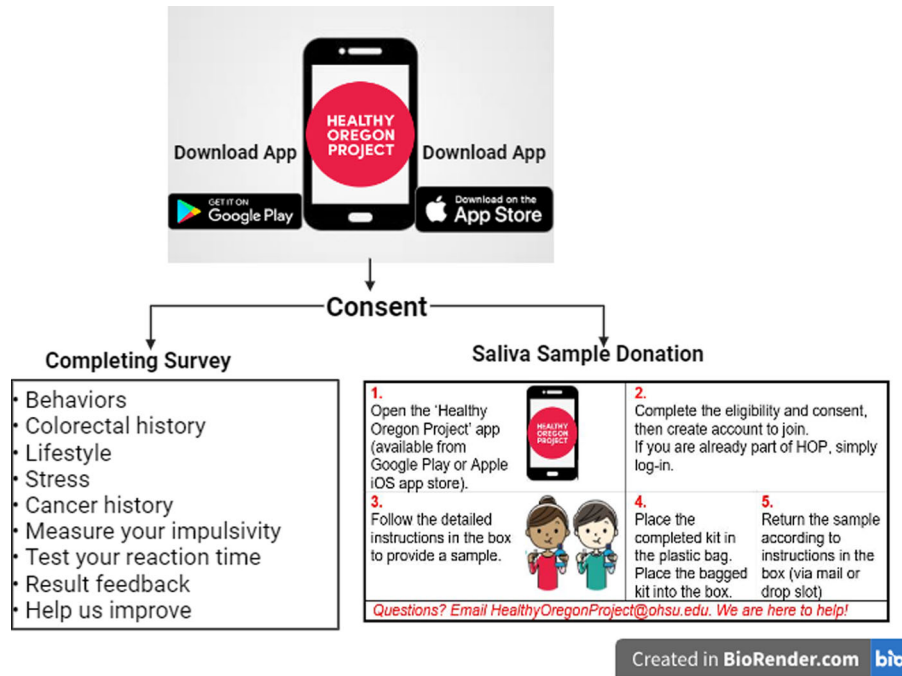 HEALTHY
OREGON
PROJECT
Download App
Download App
GET IT ON
Google Play
Download on the
App Store
Consent
Completing Survey
• Behaviors
• Colorectal history
• Lifestyle
• Stress
• Cancer history
• Measure your impulsivity
• Test your reaction time
• Result feedback
• Help us improve
Saliva Sample Donation
1.
Open the ‘Healthy
Oregon Project’ app
(available from
Google Play or Apple
iOS app store).
HEALTHY
OREGON
PROJECT
2.
Complete the eligibility and consent,
then create account to join.
If you are already part of HOP, simply
log-in.
3.
Follow the detailed
instructions in the box
to provide a sample.
4.
Place the
completed kit in
the plastic bag.
Place the bagged
kit into the box.
5.
Return the sample
according to
instructions in the
box (via mail or
drop slot)
Questions? Email HealthyOregonProject@ohsu.edu. We are here to help!
Created in BioRender.com
bio